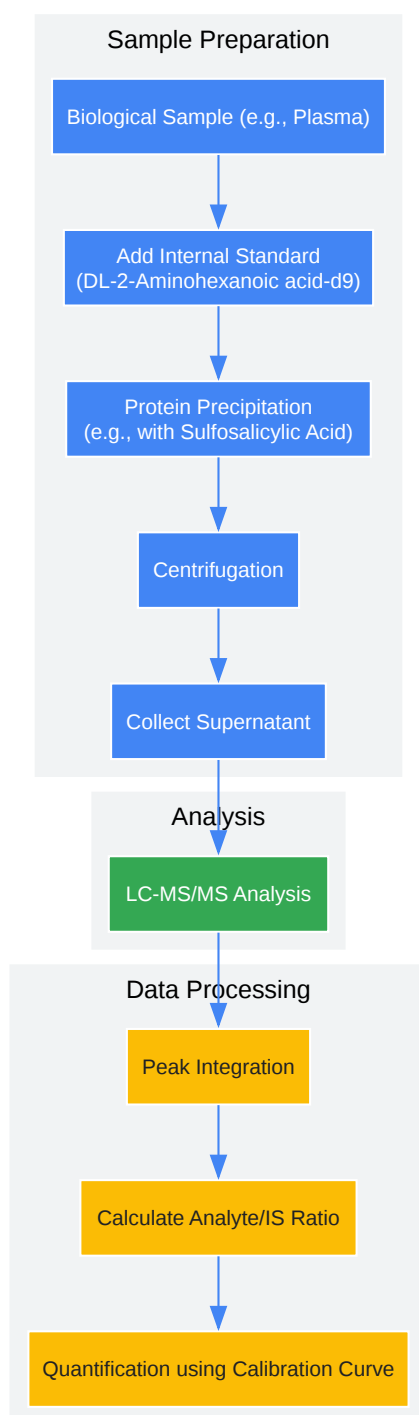 Sample Preparation
Biological Sample (e.g., Plasma)
Add Internal Standard
(DL-2-Aminohexanoic acid-d9)
Protein Precipitation
(e.g., with Sulfosalicylic Acid)
Centrifugation
Collect Supernatant
Analysis
LC-MS/MS Analysis
Data Processing
Peak Integration
Calculate Analyte/IS Ratio
Quantification using Calibration Curve